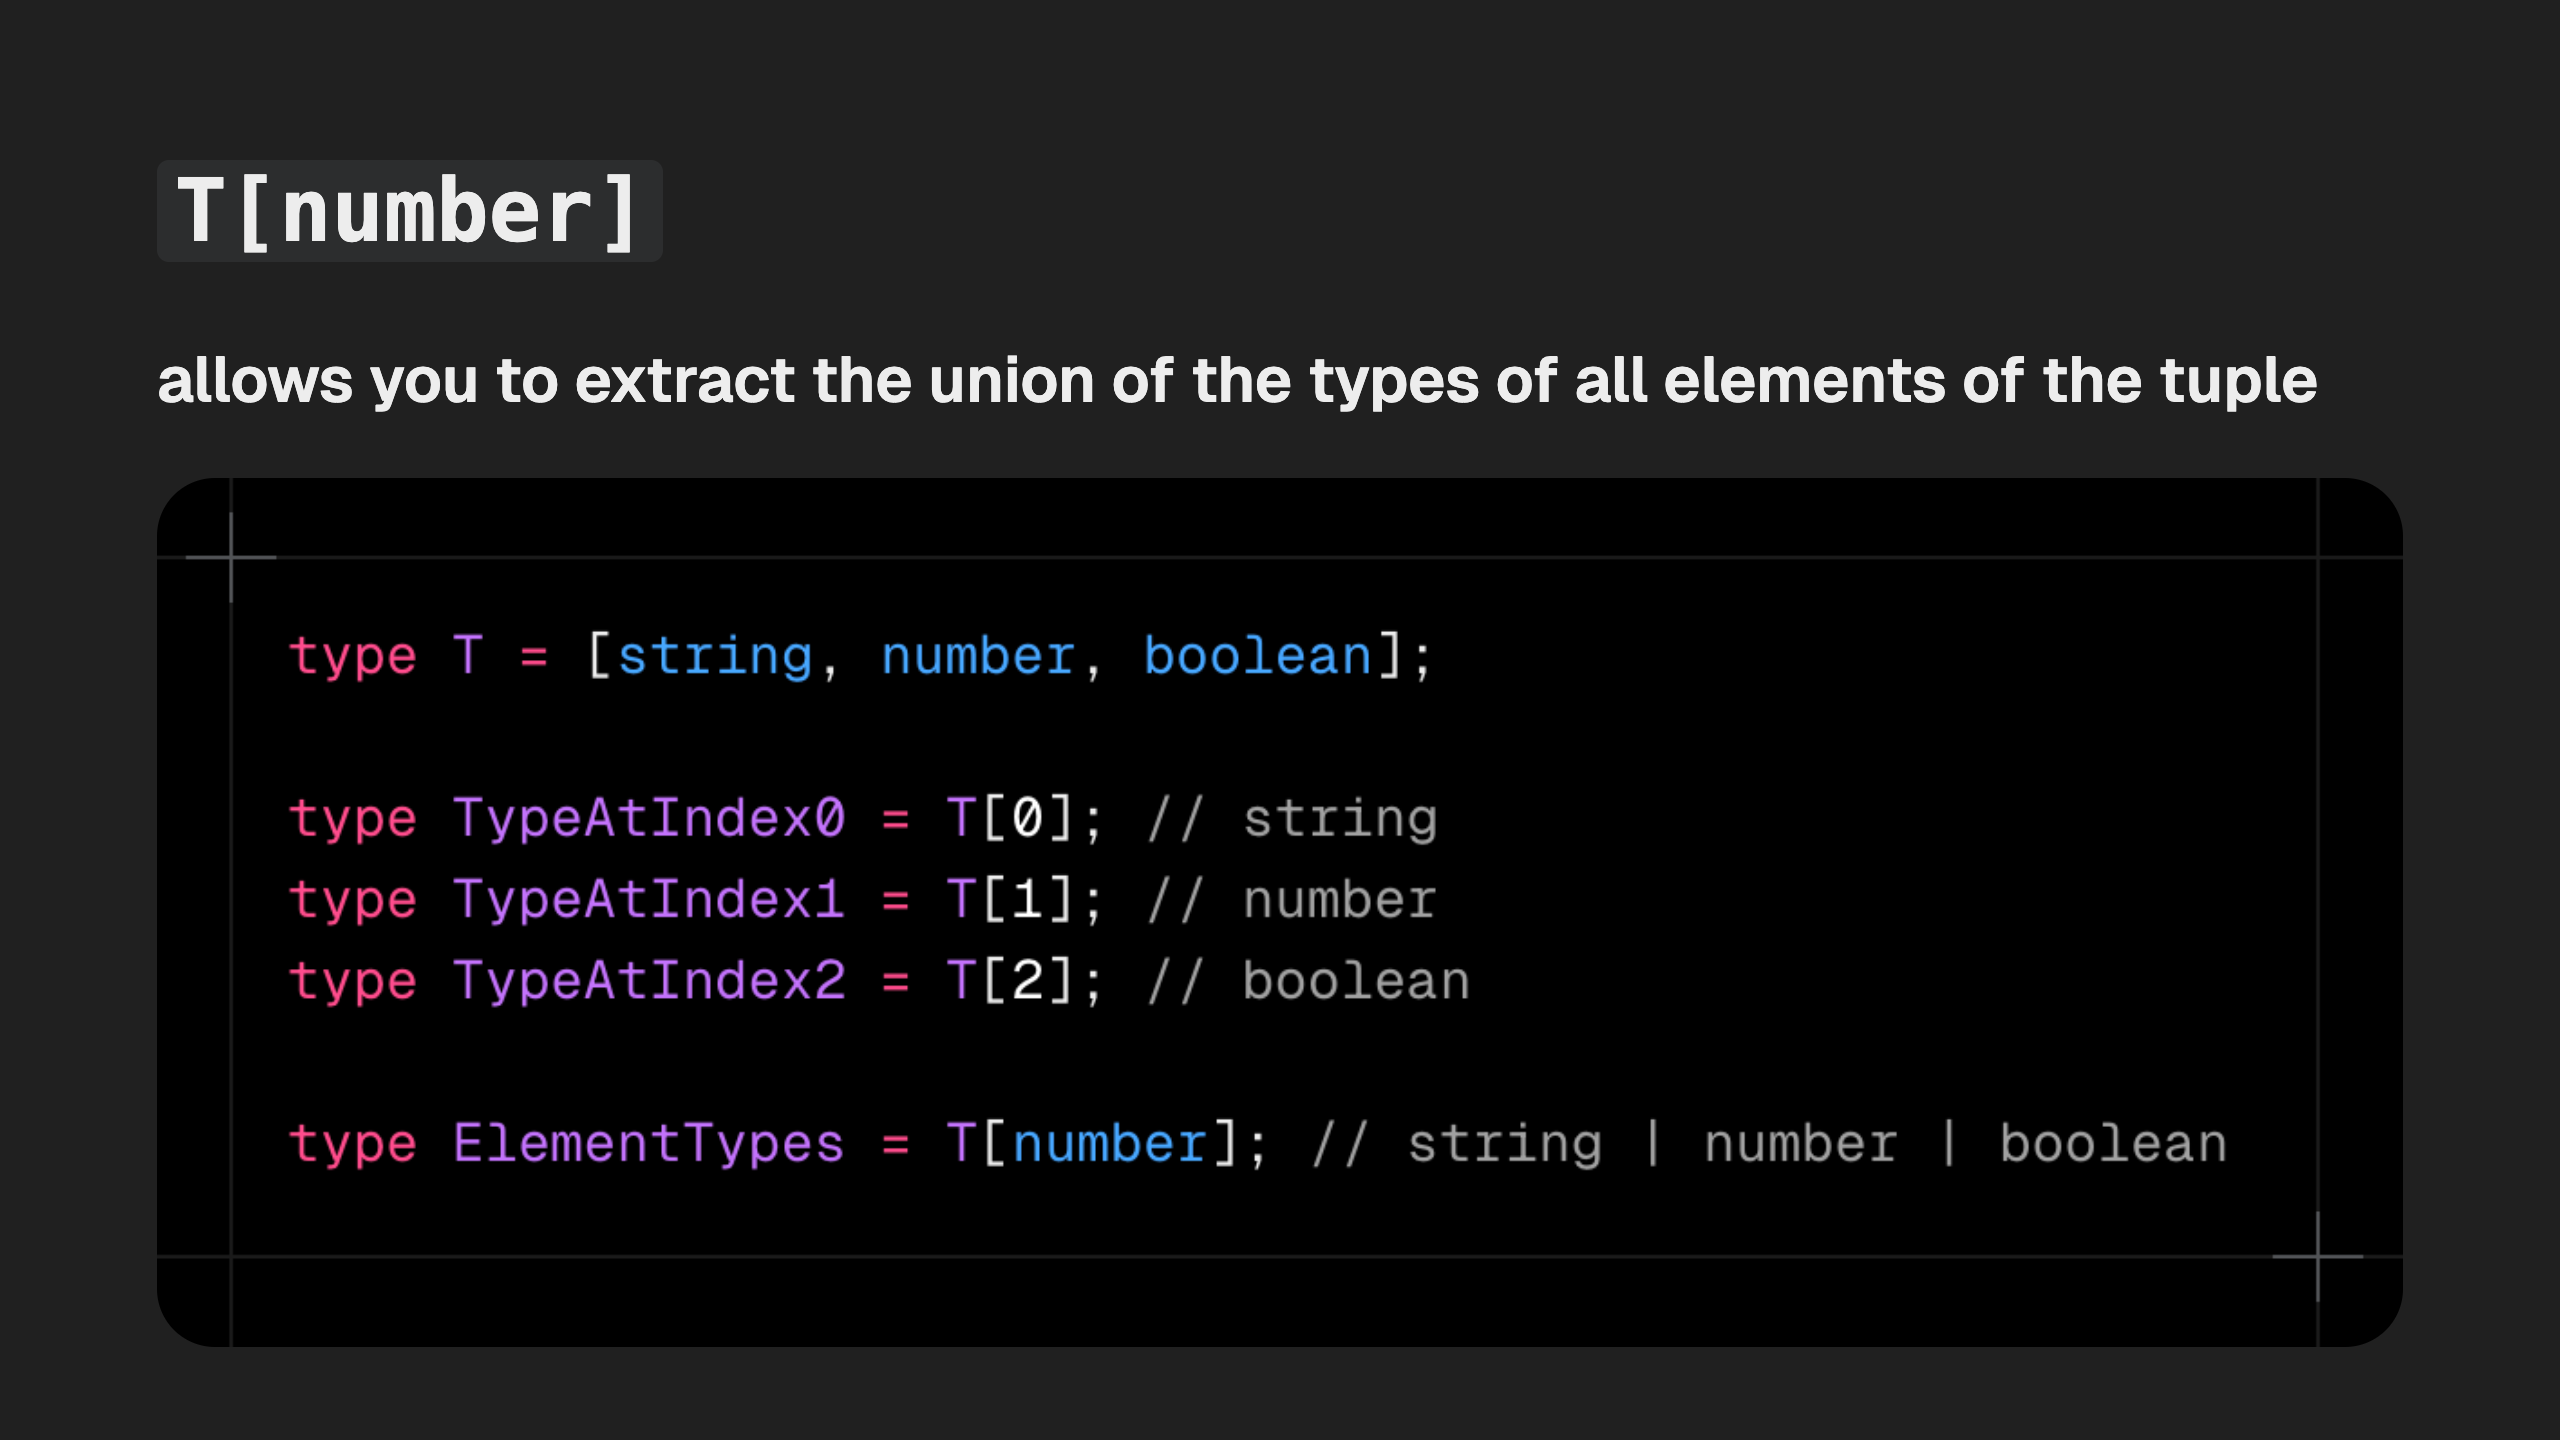 T[number]
allows you to extract the union of the types of all elements of the tuple
type T = [string, number, boolean];
type TypeAtIndex0 = T[0]; // string
type TypeAtIndex1 = T[1]; // number
type TypeAtIndex2 = T[2]; // boolean
type ElementTypes = T[number]; // string | number | boolean